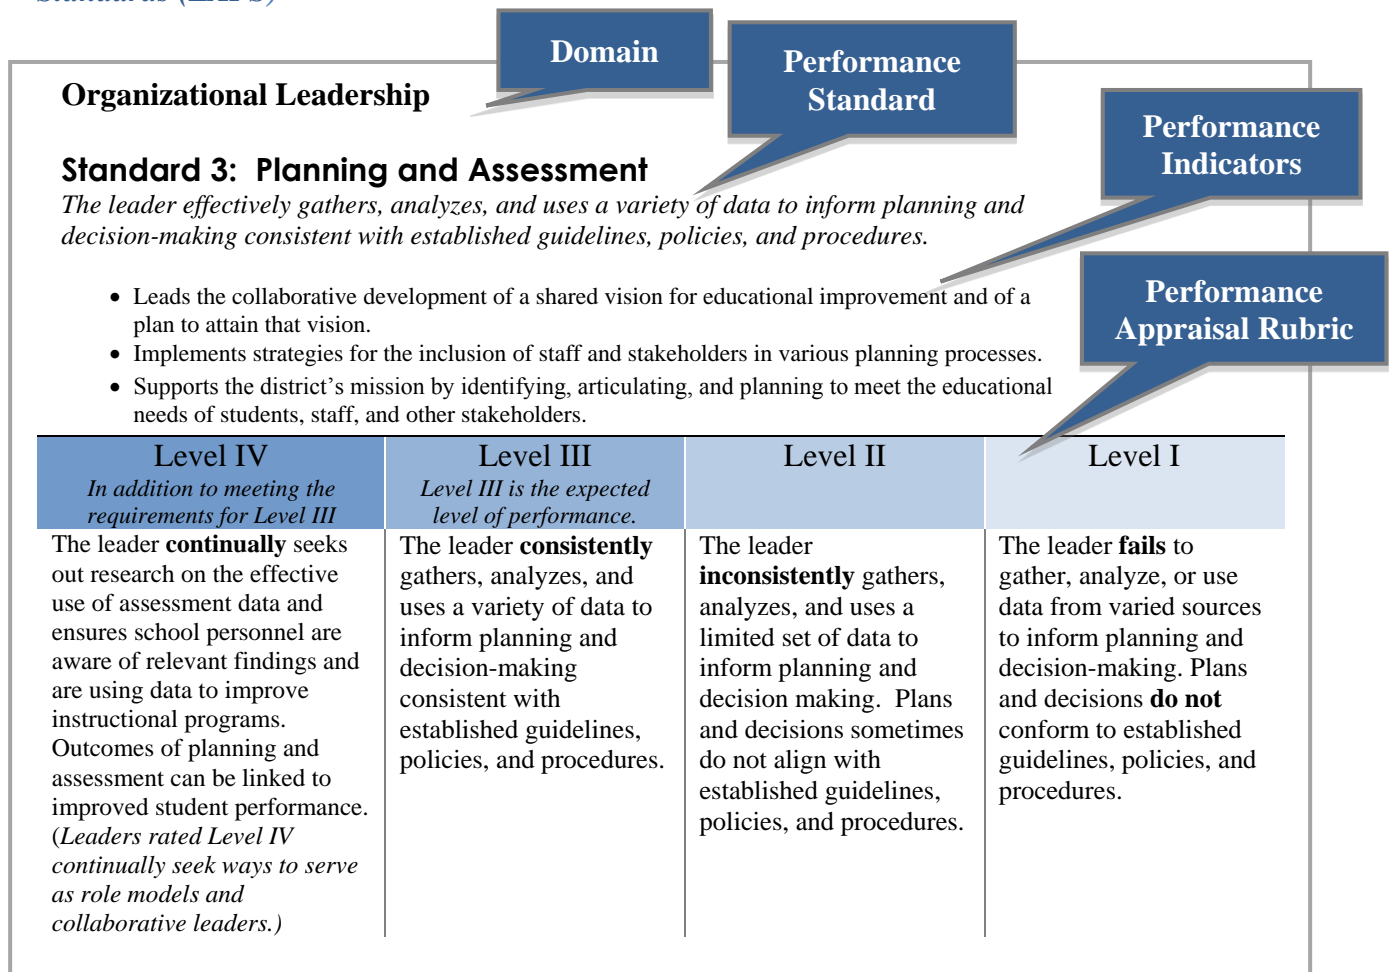 Standards (LAPS)
Domain
Performance
Standard
Performance
Indicators
Performance
Appraisal Rubric
Organizational Leadership
Standard 3:  Planning and Assessment
The leader effectively gathers, analyzes, and uses a variety of data to inform planning and
decision-making consistent with established guidelines, policies, and procedures.
• Leads the collaborative development of a shared vision for educational improvement and of a
plan to attain that vision.
• Implements strategies for the inclusion of staff and stakeholders in various planning processes.
• Supports the district's mission by identifying, articulating, and planning to meet the educational
needs of students, staff, and other stakeholders.
Level IV
In addition to meeting the
requirements for Level III
The leader continually seeks
out research on the effective
use of assessment data and
ensures school personnel are
aware of relevant findings and
are using data to improve
instructional programs.
Outcomes of planning and
assessment can be linked to
improved student performance.
(Leaders rated Level IV
continually seek ways to serve
as role models and
collaborative leaders.)
Level III
Level III is the expected
level of performance.
The leader consistently
gathers, analyzes, and
uses a variety of data to
inform planning and
decision-making
consistent with
established guidelines,
policies, and procedures.
Level II
The leader
inconsistently gathers,
analyzes, and uses a
limited set of data to
inform planning and
decision making.  Plans
and decisions sometimes
do not align with
established guidelines,
policies, and procedures.
Level I
The leader fails to
gather, analyze, or use
data from varied sources
to inform planning and
decision-making. Plans
and decisions do not
conform to established
guidelines, policies, and
procedures.